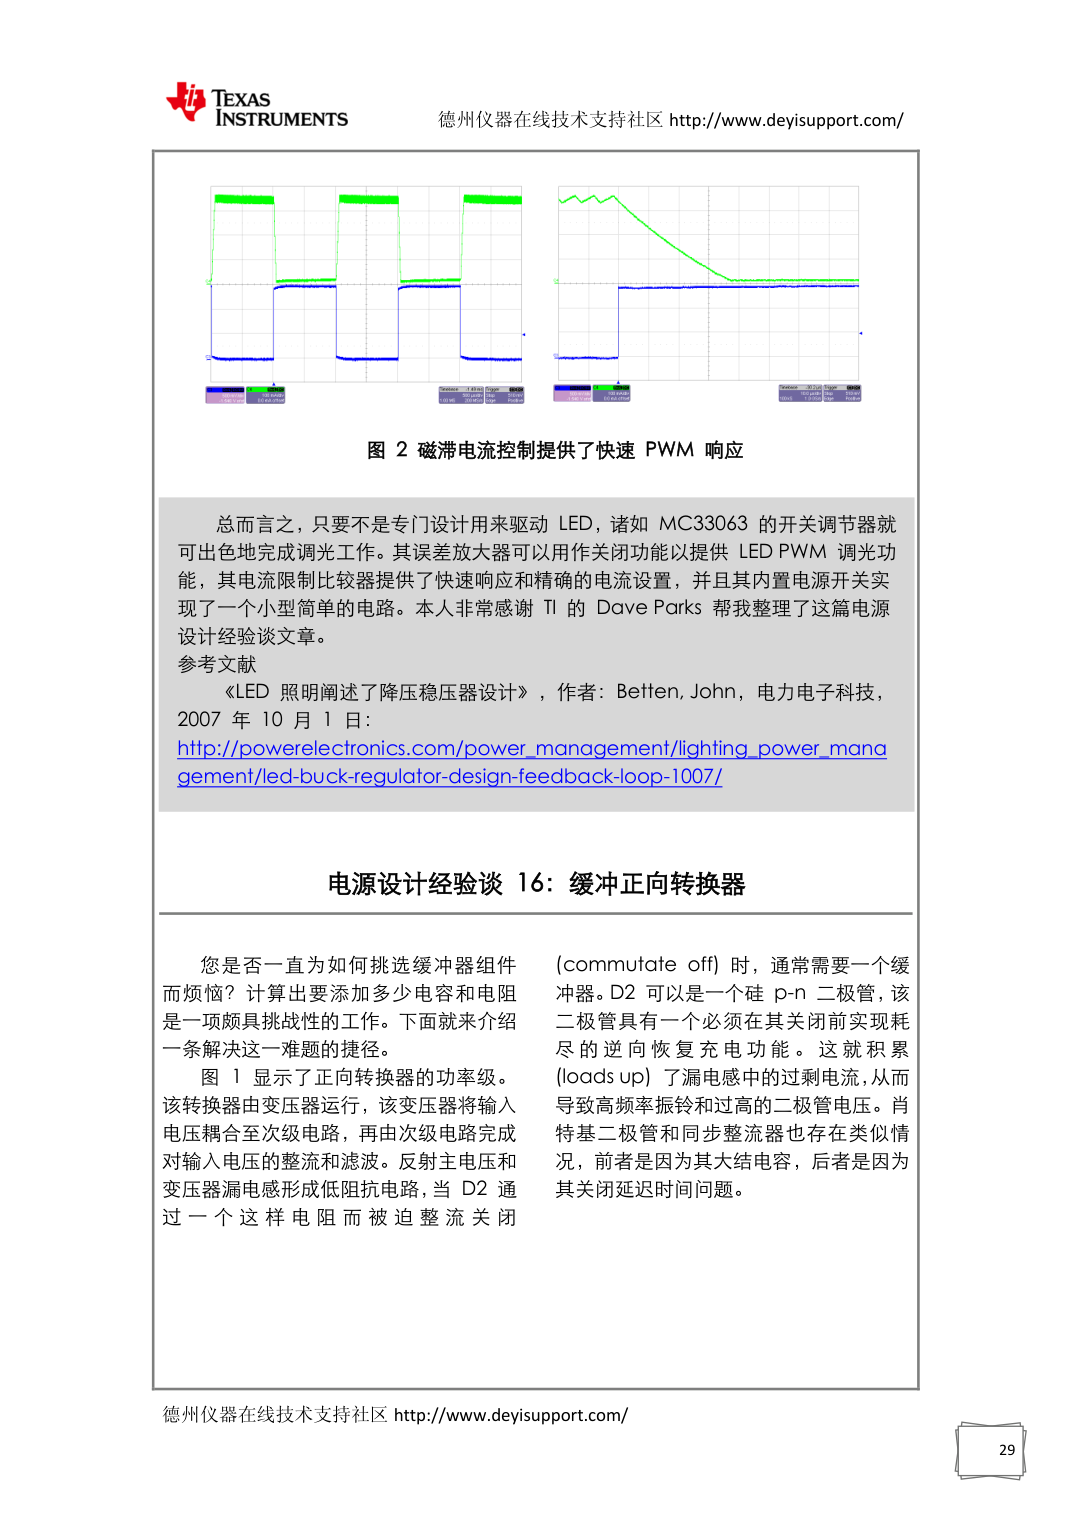 TEXAS
INSTRUMENTS
德州仪器在线技术支持社区 http://www.deyisupport.com/
图 2 磁滞电流控制提供了快速 PWM 响应
总而言之，只要不是专门设计用来驱动 LED，诸如 MC33063 的开关调节器就
可出色地完成调光工作。其误差放大器可以用作关闭功能以提供 LED PWM 调光功
能，其电流限制比较器提供了快速响应和精确的电流设置，并且其内置电源开关实
现了一个小型简单的电路。本人非常感谢 TI 的 Dave Parks 帮我整理了这篇电源
设计经验谈文章。
参考文献
《LED 照明阐述了降压稳压器设计》，作者：Betten, John，电力电子科技，
2007 年 10 月 1 日：
http://powerelectronics.com/power_management/lighting_power_mana
gement/led-buck-regulator-design-feedback-loop-1007/
电源设计经验谈 16：缓冲正向转换器
您是否一直为如何挑选缓冲器组件
而烦恼？计算出要添加多少电容和电阻
是一项颇具挑战性的工作。下面就来介绍
一条解决这一难题的捷径。
图 1 显示了正向转换器的功率级。
该转换器由变压器运行，该变压器将输入
电压耦合至次级电路，再由次级电路完成
对输入电压的整流和滤波。反射主电压和
变压器漏电感形成低阻抗电路，当 D2 通
过一个这样电阻而被迫整流关闭
(commutate off) 时，通常需要一个缓
冲器。D2 可以是一个硅 p-n 二极管，该
二极管具有一个必须在其关闭前实现耗
尽的逆向恢复充电功能。这就积累
(loads up) 了漏电感中的过剩电流，从而
导致高频率振铃和过高的二极管电压。肖
特基二极管和同步整流器也存在类似情
况，前者是因为其大结电容，后者是因为
其关闭延迟时间问题。
德州仪器在线技术支持社区 http://www.deyisupport.com/
29